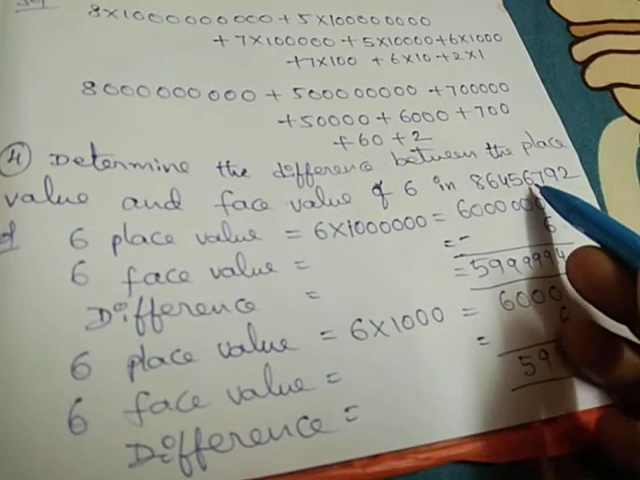 8×1000000000 + 5×100000000
+7×100000 + 5×10000+6×1000
+7×100 + 6×10+2×1
8000000000 + 500000000 +700000
+50000 + 6000 +700
+60 +2
4) Determine the difference between the place
value and face value of 6 in 86456792
6 place value = 6×1000000 = 6000000
6 face value = - 6
Difference = = 5999994
6 place value = 6×1000 = 6000
6 face value = =
Difference = 59